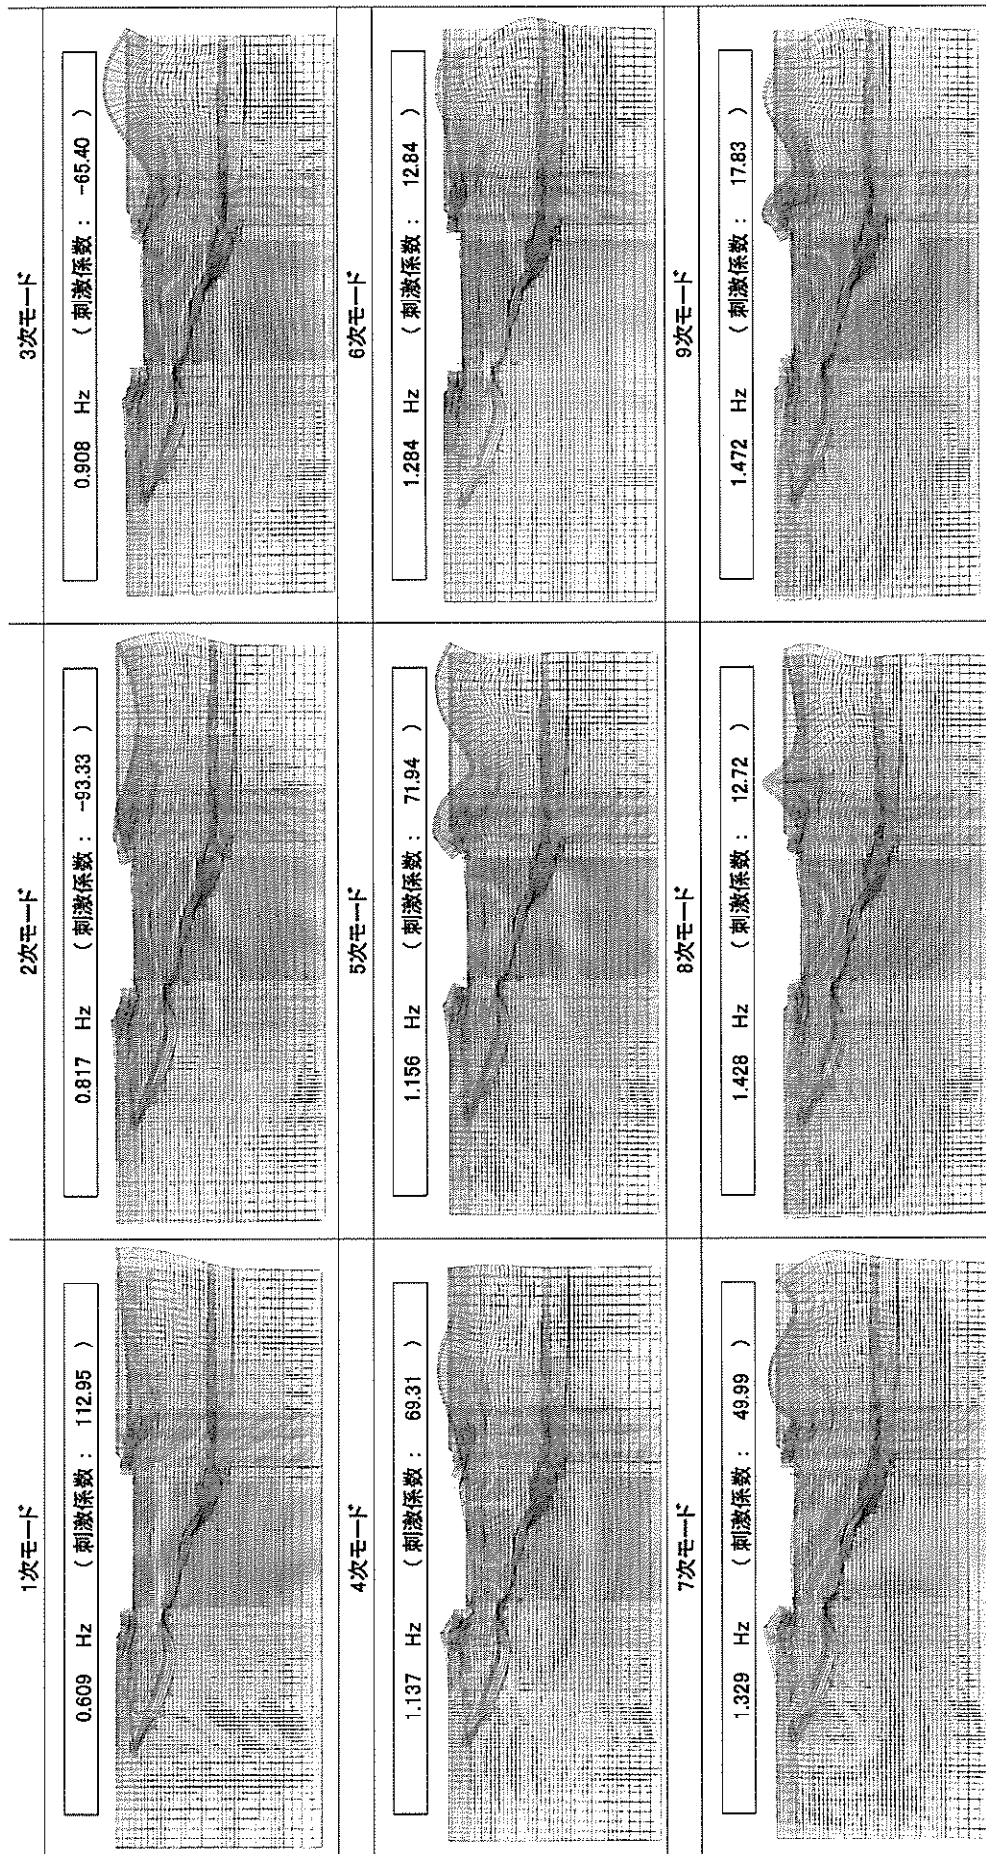 1次モード
0.609 Hz (刺激係数: 112.95 )
2次モード
0.817 Hz (刺激係数: -93.33 )
3次モード
0.908 Hz (刺激係数: -65.40 )
4次モード
1.137 Hz (刺激係数: 69.31 )
5次モード
1.156 Hz (刺激係数: 71.94 )
6次モード
1.284 Hz (刺激係数: 12.84 )
7次モード
1.329 Hz (刺激係数: 49.99 )
8次モード
1.428 Hz (刺激係数: 12.72 )
9次モード
1.472 Hz (刺激係数: 17.83 )